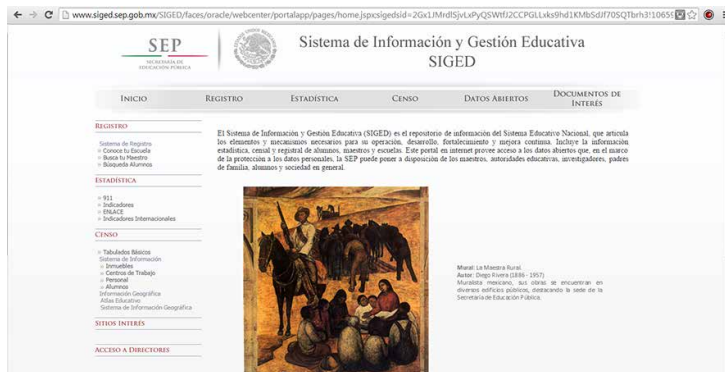 www.siged.sep.gob.mx/SIGED/faces/oracle/webcenter/portalapp/pages/home.jspx
SEP
SECRETARÍA DE
EDUCACIÓN PÚBLICA
Sistema de Información y Gestión Educativa
SIGED
INICIO
REGISTRO
ESTADÍSTICA
CENSO
DATOS ABIERTOS
DOCUMENTOS DE
INTERÉS
REGISTRO
Sistema de Registro
» Conoce tu Escuela
» Busca tu Maestro
» Búsqueda Alumnos
ESTADÍSTICA
» 911
» Indicadores
» ENLACE
» Indicadores Internacionales
CENSO
» Tabulados Básicos
Sistema de Información
» Inmuebles
» Centros de Trabajo
» Personal
» Alumnos
Información Geográfica
Atlas Educativo
Sistema de Información Geográfica
SITIOS INTERÉS
ACCESO A DIRECTORES
El Sistema de Información y Gestión Educativa (SIGED) es el repositorio de información del Sistema Educativo Nacional, que articula
los elementos y mecanismos necesarios para su operación, desarrollo, fortalecimiento y mejora continua. Incluye la información
estadística, censal y registral de alumnos, maestros y escuelas. Este portal en internet provee acceso a los datos abiertos que, en el marco
de la protección a los datos personales, la SEP puede poner a disposición de los maestros, autoridades educativas, investigadores, padres
de familia, alumnos y sociedad en general.
Mural: La Maestra Rural.
Autor: Diego Rivera (1886 - 1957)
Muralista mexicano, sus obras se encuentran en
diversos edificios públicos, destacando la sede de la
Secretaría de Educación Pública.